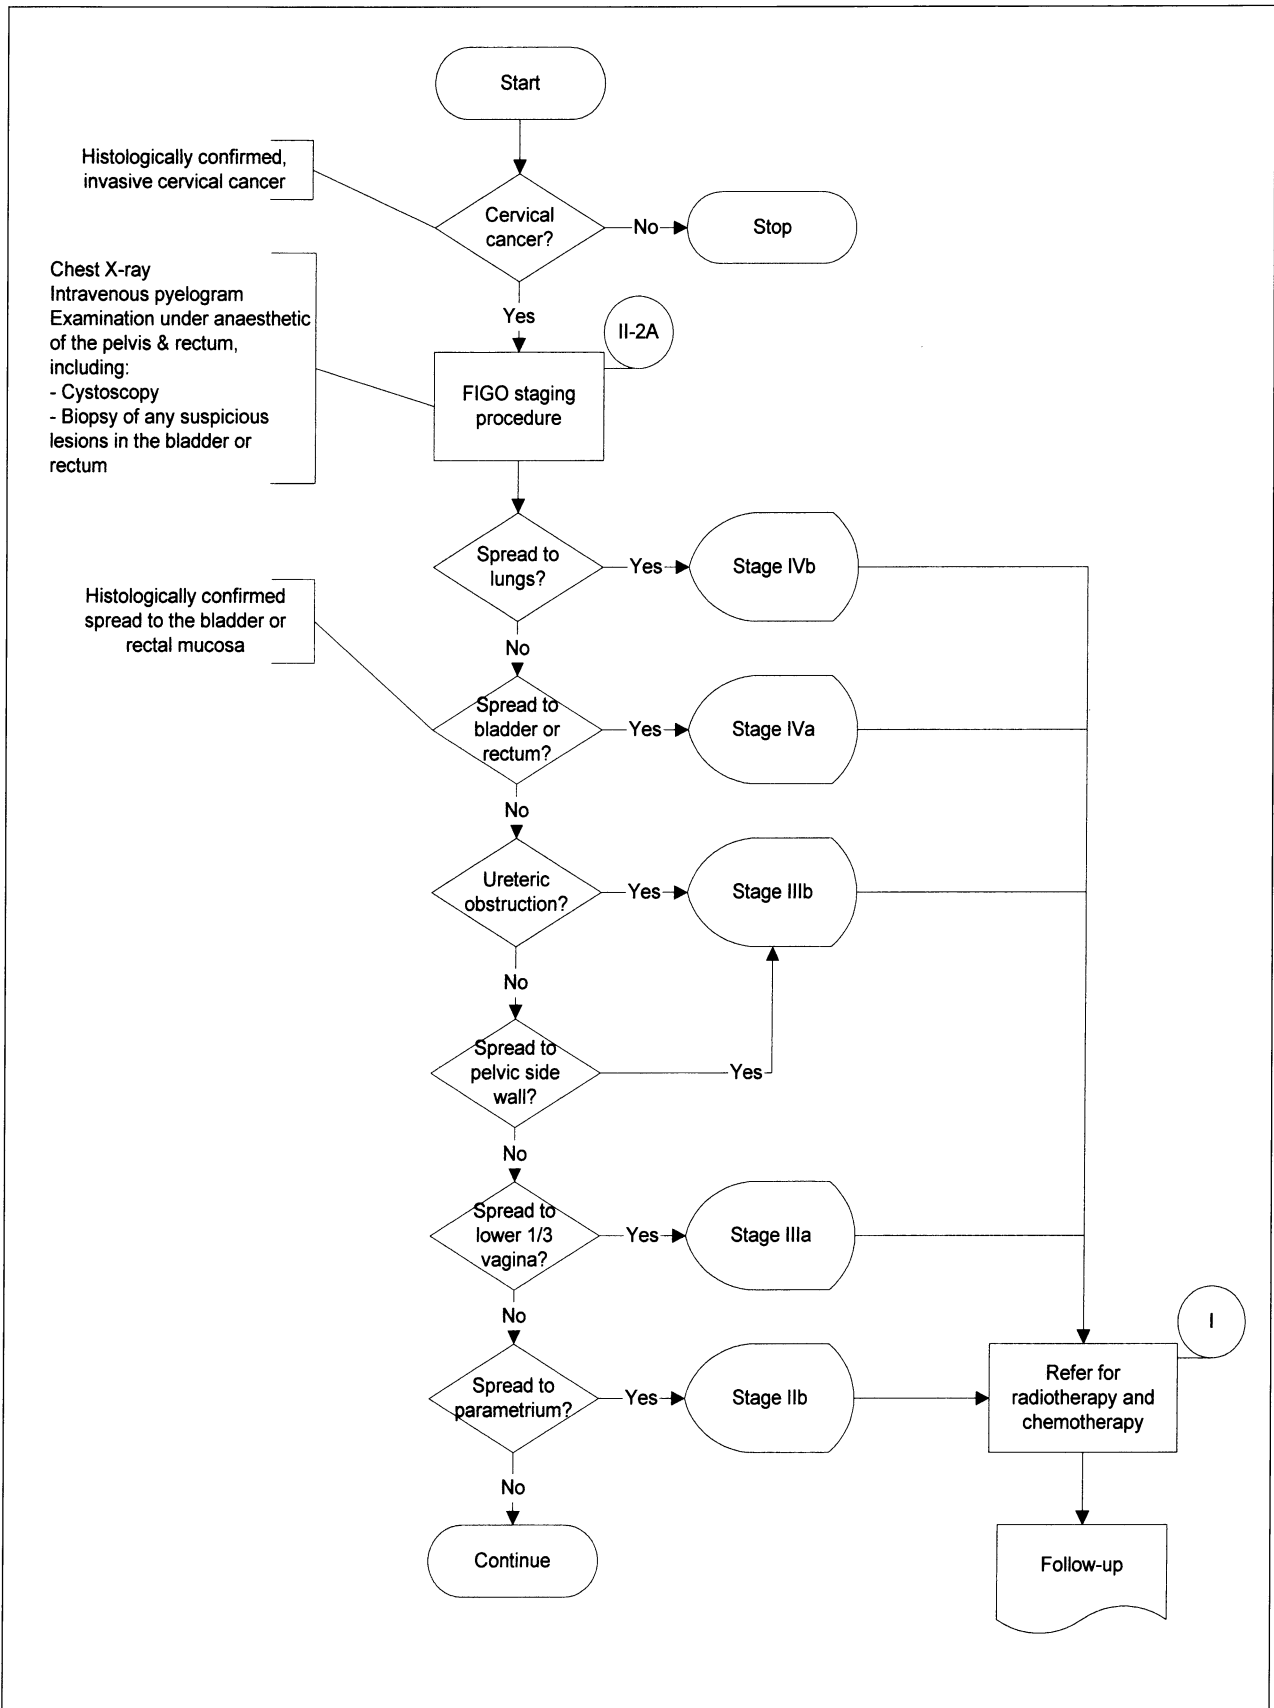 Start
Histologically confirmed,
invasive cervical cancer
Cervical
cancer?
No
Stop
Yes
Chest X-ray
Intravenous pyelogram
Examination under anaesthetic
of the pelvis & rectum,
including:
- Cystoscopy
- Biopsy of any suspicious
lesions in the bladder or
rectum
II-2A
FIGO staging
procedure
Spread to
lungs?
Yes
Stage IVb
No
Histologically confirmed
spread to the bladder or
rectal mucosa
Spread to
bladder or
rectum?
Yes
Stage IVa
No
Ureteric
obstruction?
Yes
Stage IIIb
No
Spread to
pelvic side
wall?
Yes
No
Spread to
lower 1/3
vagina?
Yes
Stage IIIa
No
Spread to
parametrium?
Yes
Stage IIb
I
Refer for
radiotherapy and
chemotherapy
No
Continue
Follow-up